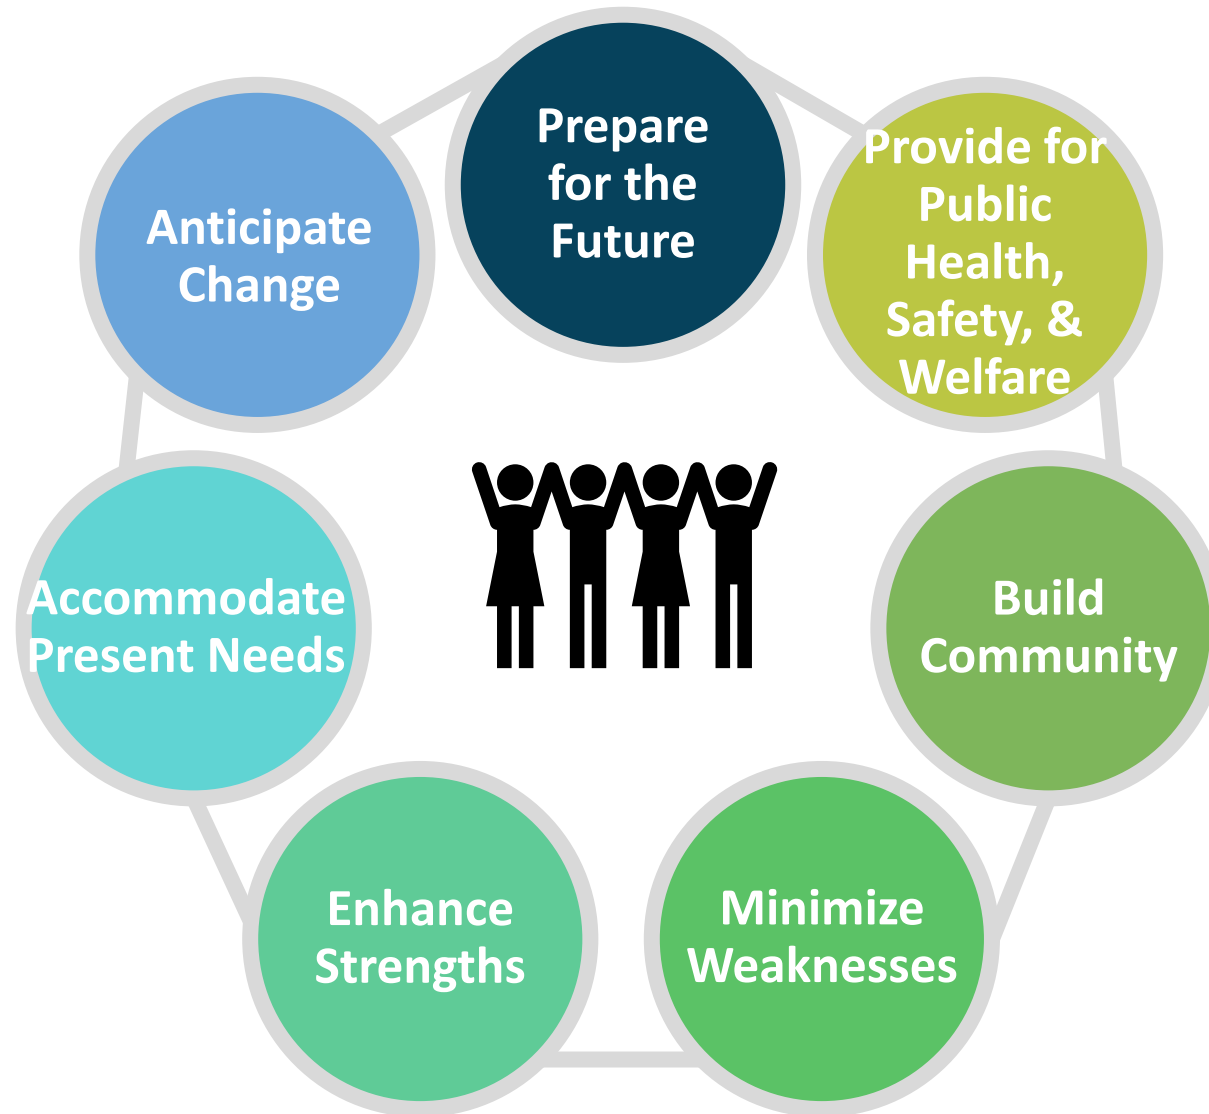 Prepare
for the
Future
Provide for
Public
Health,
Safety, &
Welfare
Build
Community
Minimize
Weaknesses
Enhance
Strengths
Accommodate
Present Needs
Anticipate
Change